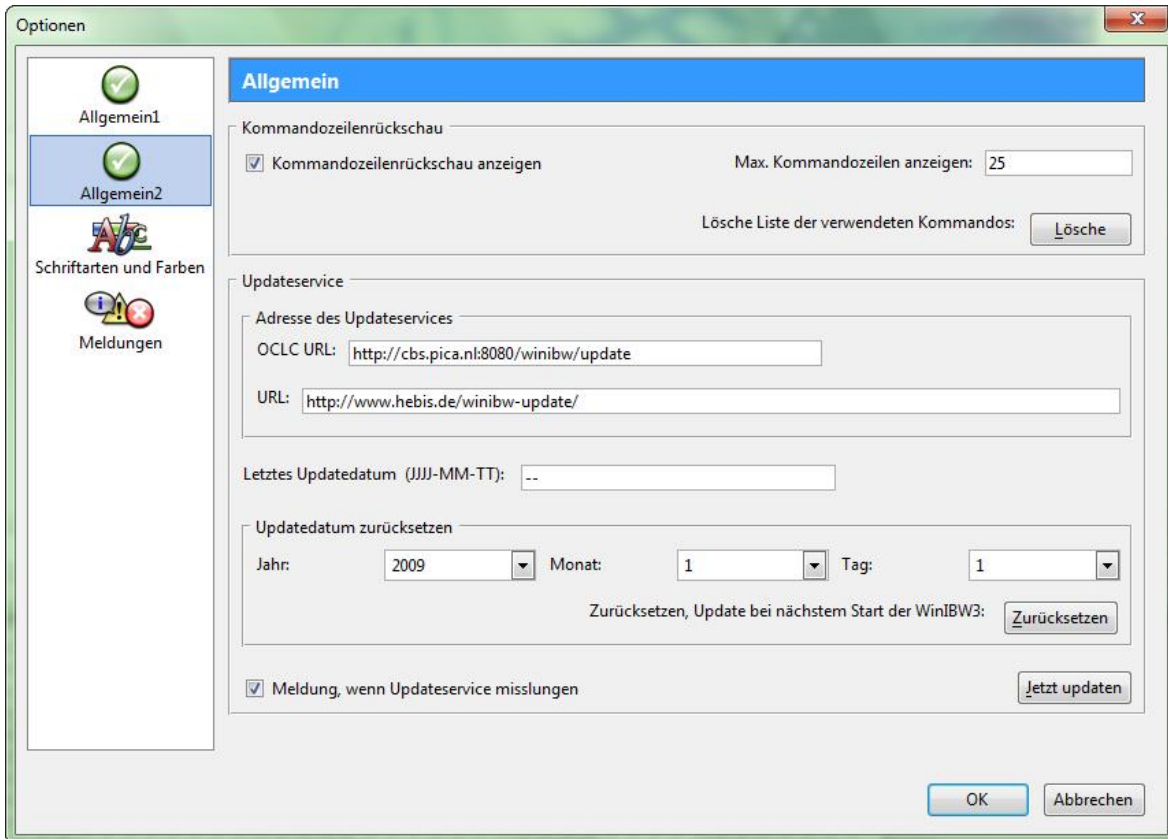 Optionen
Allgemein1
Allgemein2
Schriftarten und Farben
Meldungen
Allgemein
Kommandozeilenrückschau
Kommandozeilenrückschau anzeigen Max. Kommandozeilen anzeigen: 25
Lösche Liste der verwendeten Kommandos: Lösche
Updateservice
Adresse des Updateservices
OCLC URL: http://cbs.pica.nl:8080/winibw/update
URL: http://www.hebis.de/winibw-update/
Letztes Updatedatum (JJJJ-MM-TT): --
Updatedatum zurücksetzen
Jahr: 2009 Monat: 1 Tag: 1
Zurücksetzen, Update bei nächstem Start der WinIBW3: Zurücksetzen
Meldung, wenn Updateservice misslungen Jetzt updaten
OK Abbrechen